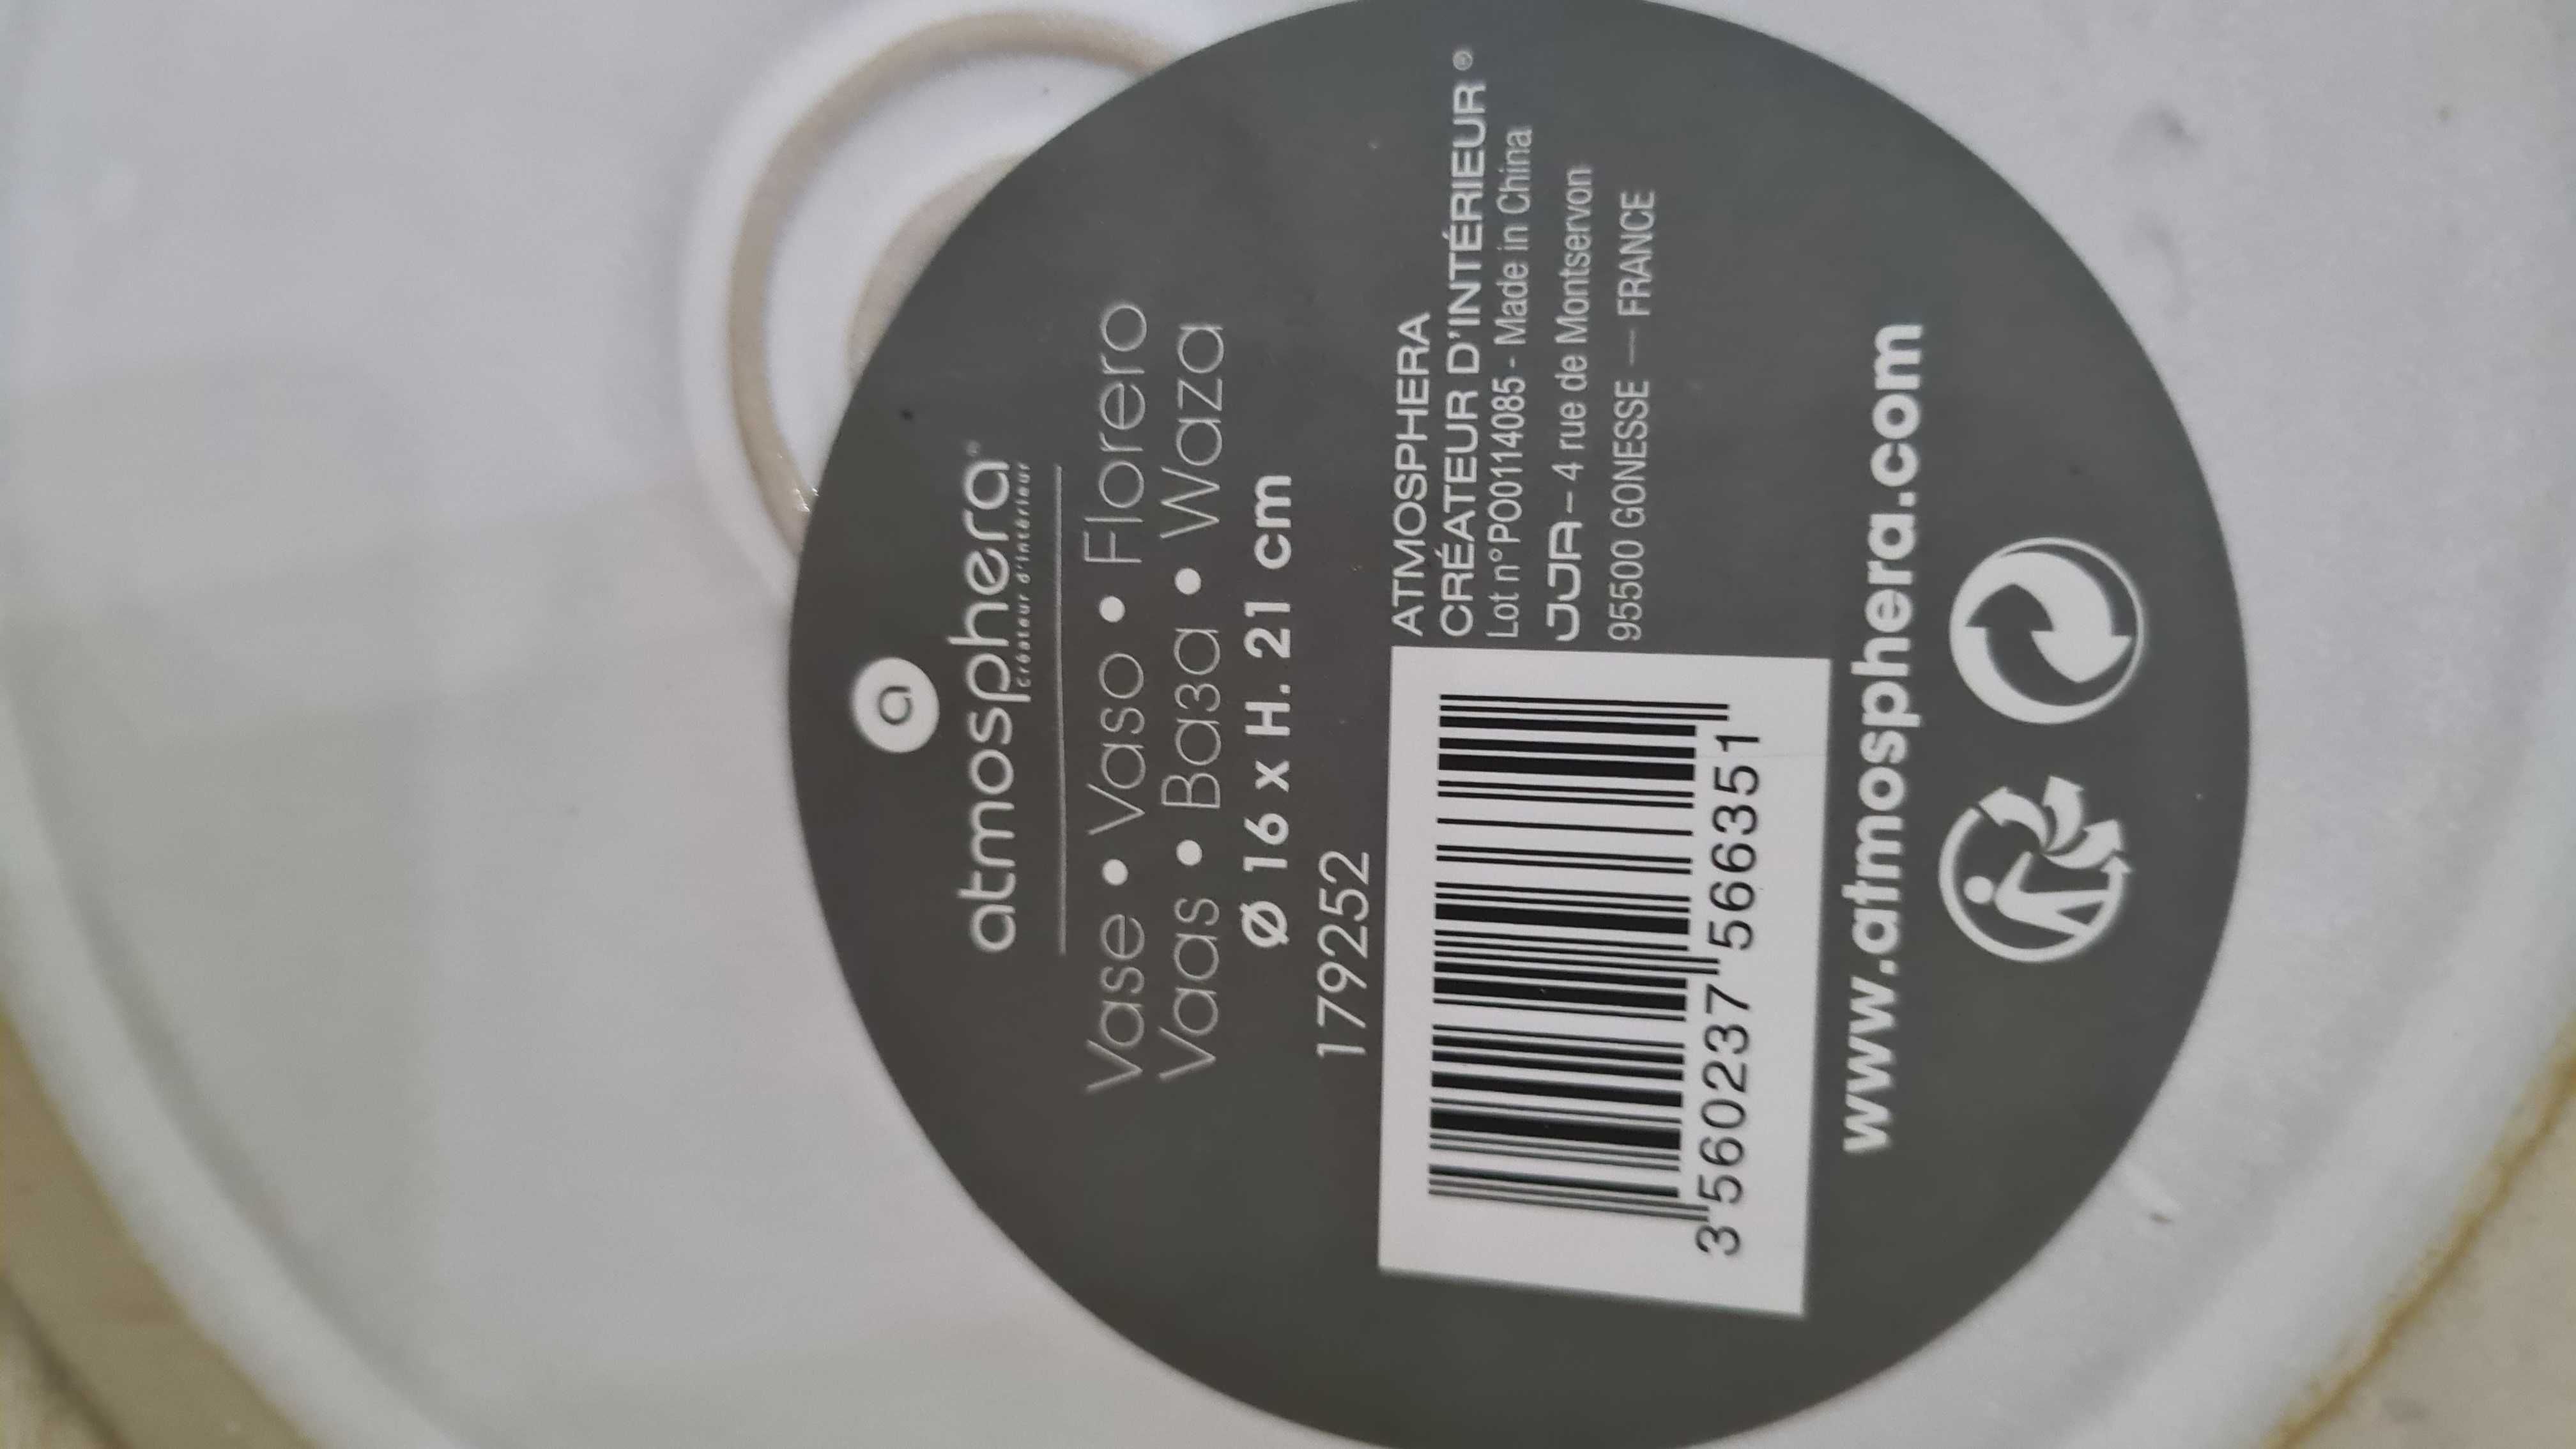 a
atmosphera®
créateur d'intérieur
Vase • Vaso • Florero
Vaas • Ваза • Waza
Ø 16 x H. 21 cm
179252
ATMOSPHERA
CRÉATEUR D'INTÉRIEUR ®
Lot n°PO0114085 - Made in China
JJA – 4 rue de Montservon
95500 GONESSE — FRANCE
3 560237 566351
www.atmosphera.com